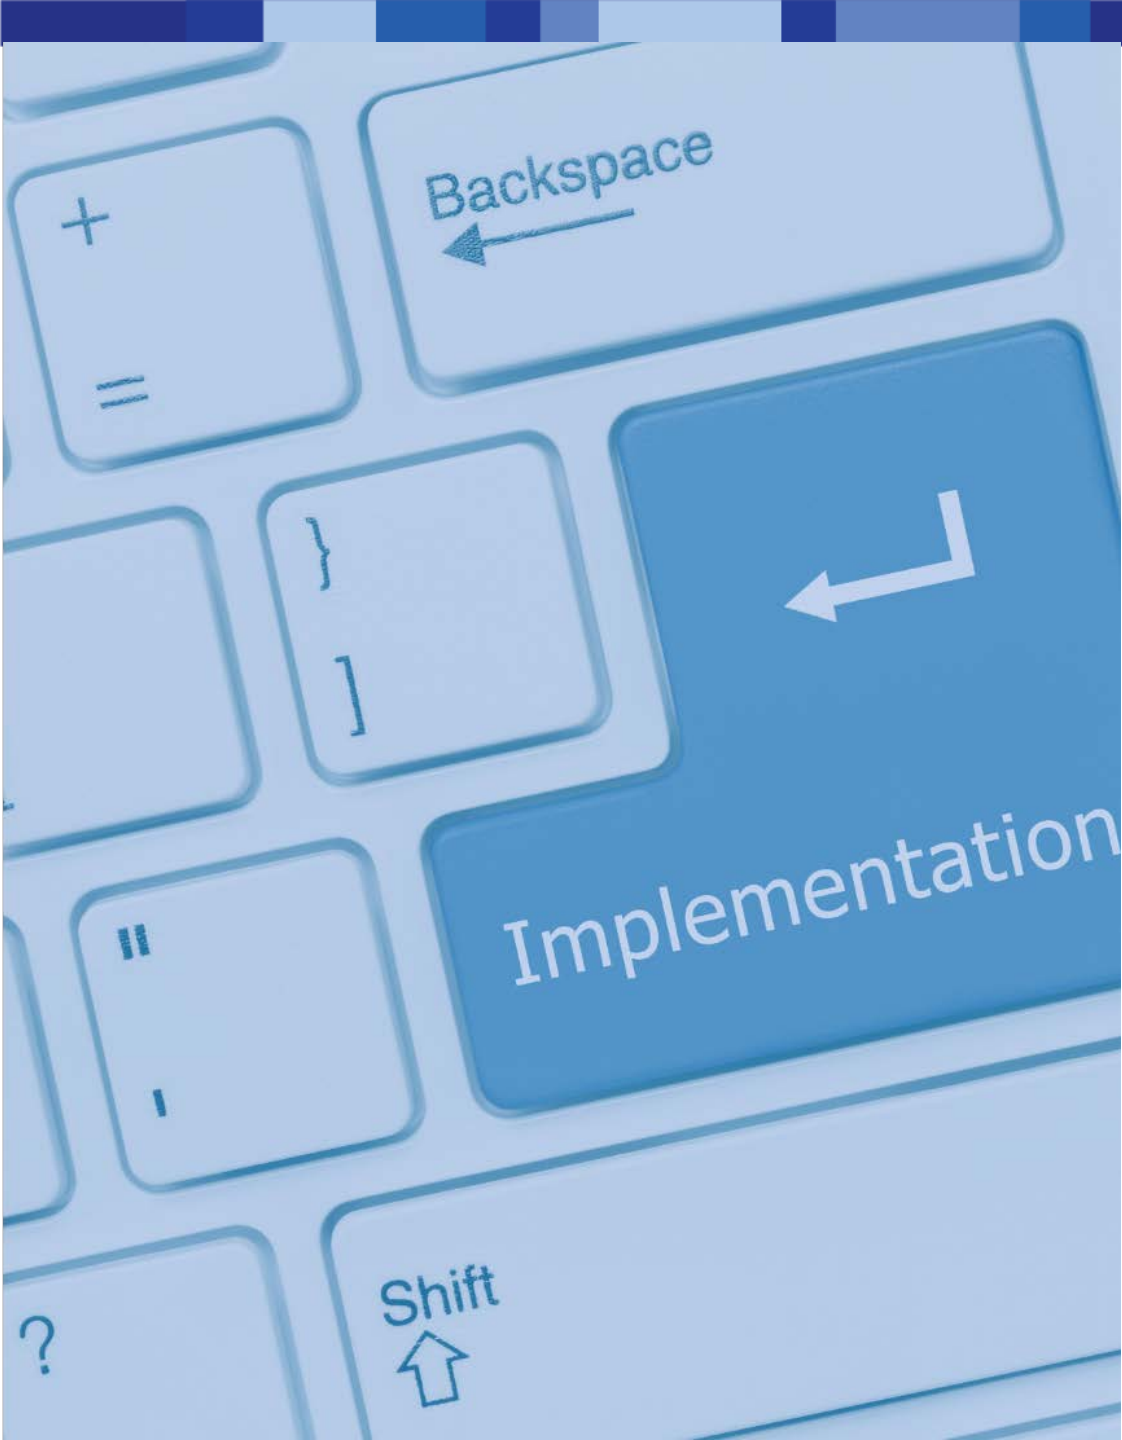 Backspace
+
=
}
]
Implementation
"
'
Shift
?